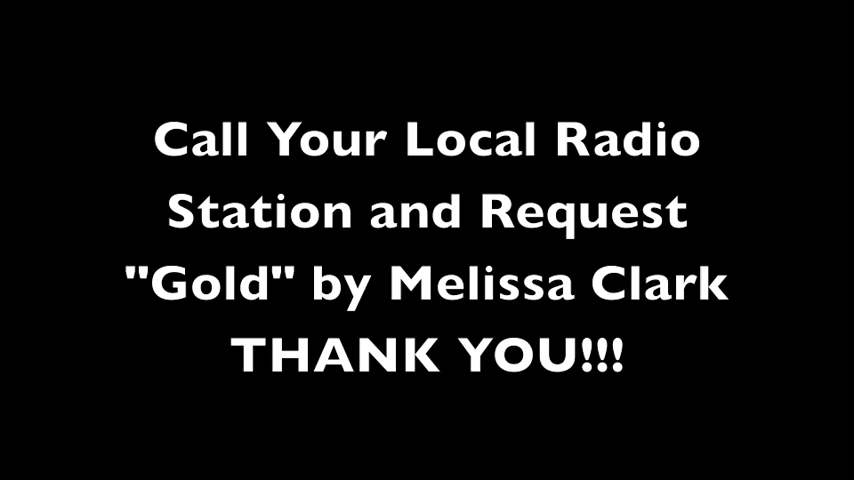 Call Your Local Radio
Station and Request
"Gold" by Melissa Clark
THANK YOU!!!